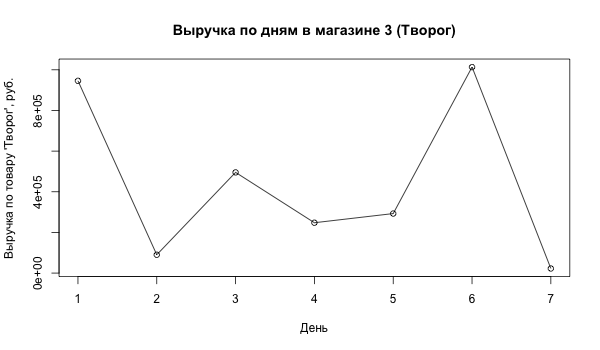 Выручка по дням в магазине 3 (Творог)
Выручка по товару 'Творог', руб.
8e+05
4e+05
0e+00
1 2 3 4 5 6 7
День